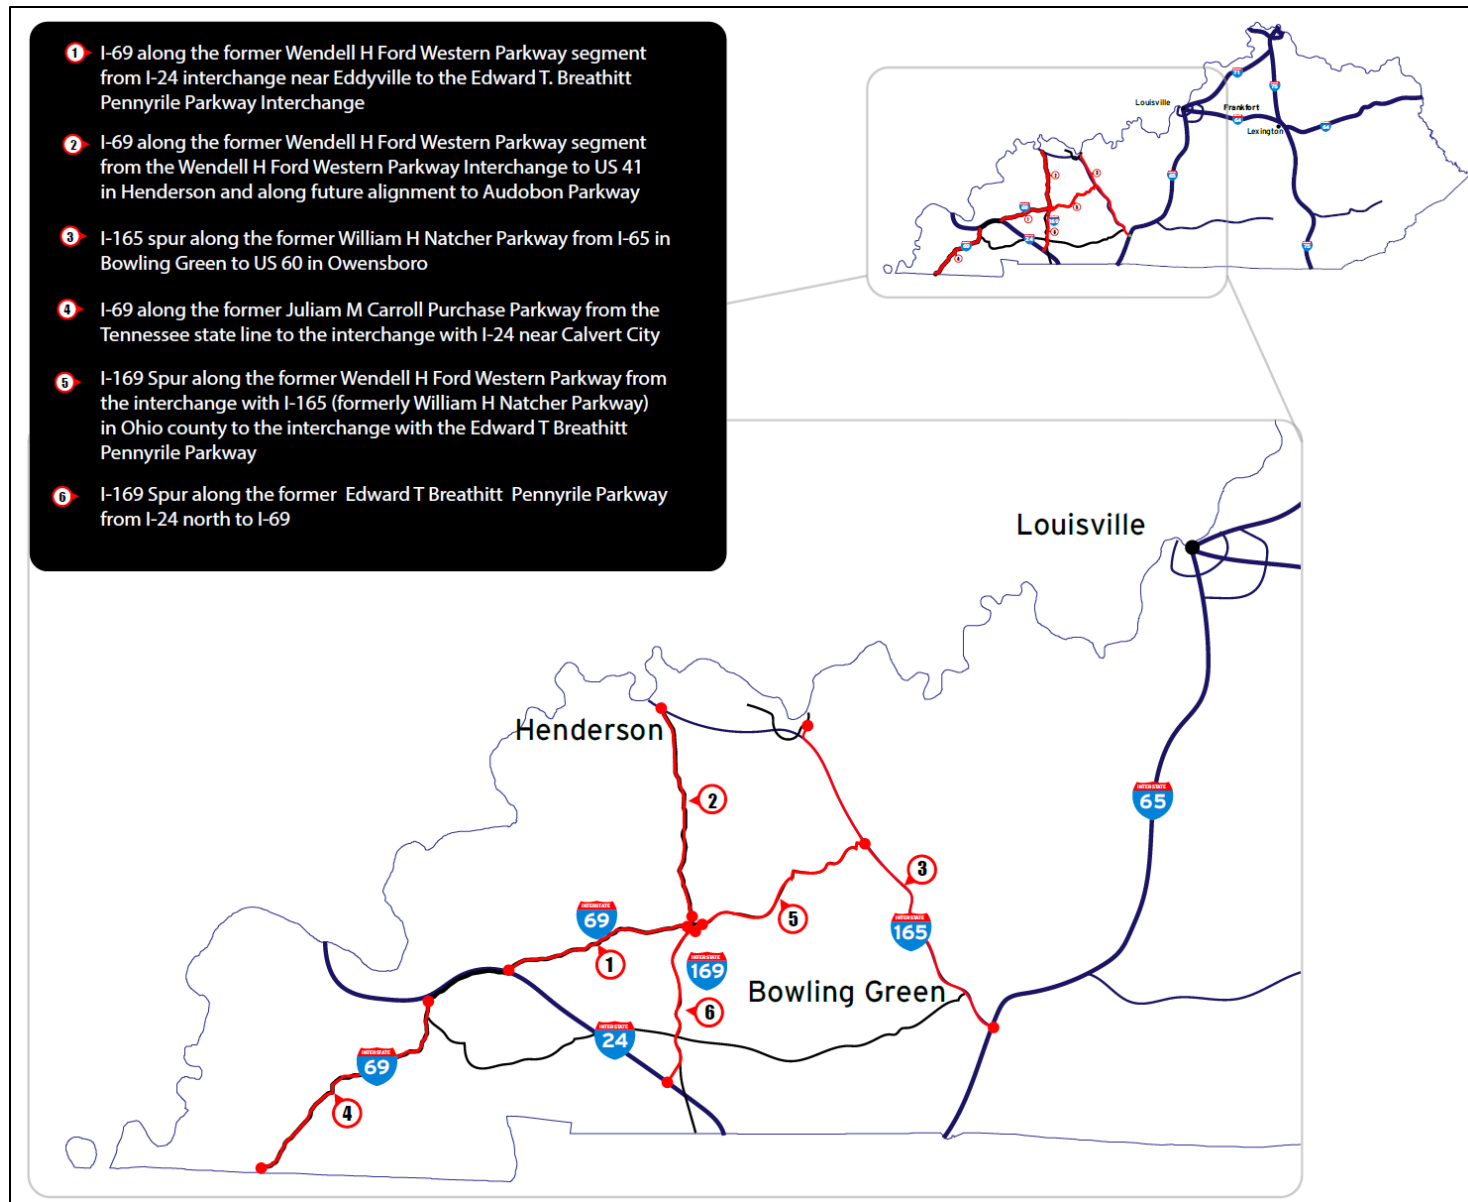 1 I-69 along the former Wendell H Ford Western Parkway segment
from I-24 interchange near Eddyville to the Edward T. Breathitt
Pennyrile Parkway Interchange
2 I-69 along the former Wendell H Ford Western Parkway segment
from the Wendell H Ford Western Parkway Interchange to US 41
in Henderson and along future alignment to Audobon Parkway
3 I-165 spur along the former William H Natcher Parkway from I-65 in
Bowling Green to US 60 in Owensboro
4 I-69 along the former Juliam M Carroll Purchase Parkway from the
Tennessee state line to the interchange with I-24 near Calvert City
5 I-169 Spur along the former Wendell H Ford Western Parkway from
the interchange with I-165 (formerly William H Natcher Parkway)
in Ohio county to the interchange with the Edward T Breathitt
Pennyrile Parkway
6 I-169 Spur along the former Edward T Breathitt Pennyrile Parkway
from I-24 north to I-69
Louisville
Frankfort
Lexington
Louisville
Henderson
2
INTERSTATE
65
3
5
INTERSTATE
69
INTERSTATE
165
1
INTERSTATE
169
Bowling Green
6
INTERSTATE
24
INTERSTATE
69
4